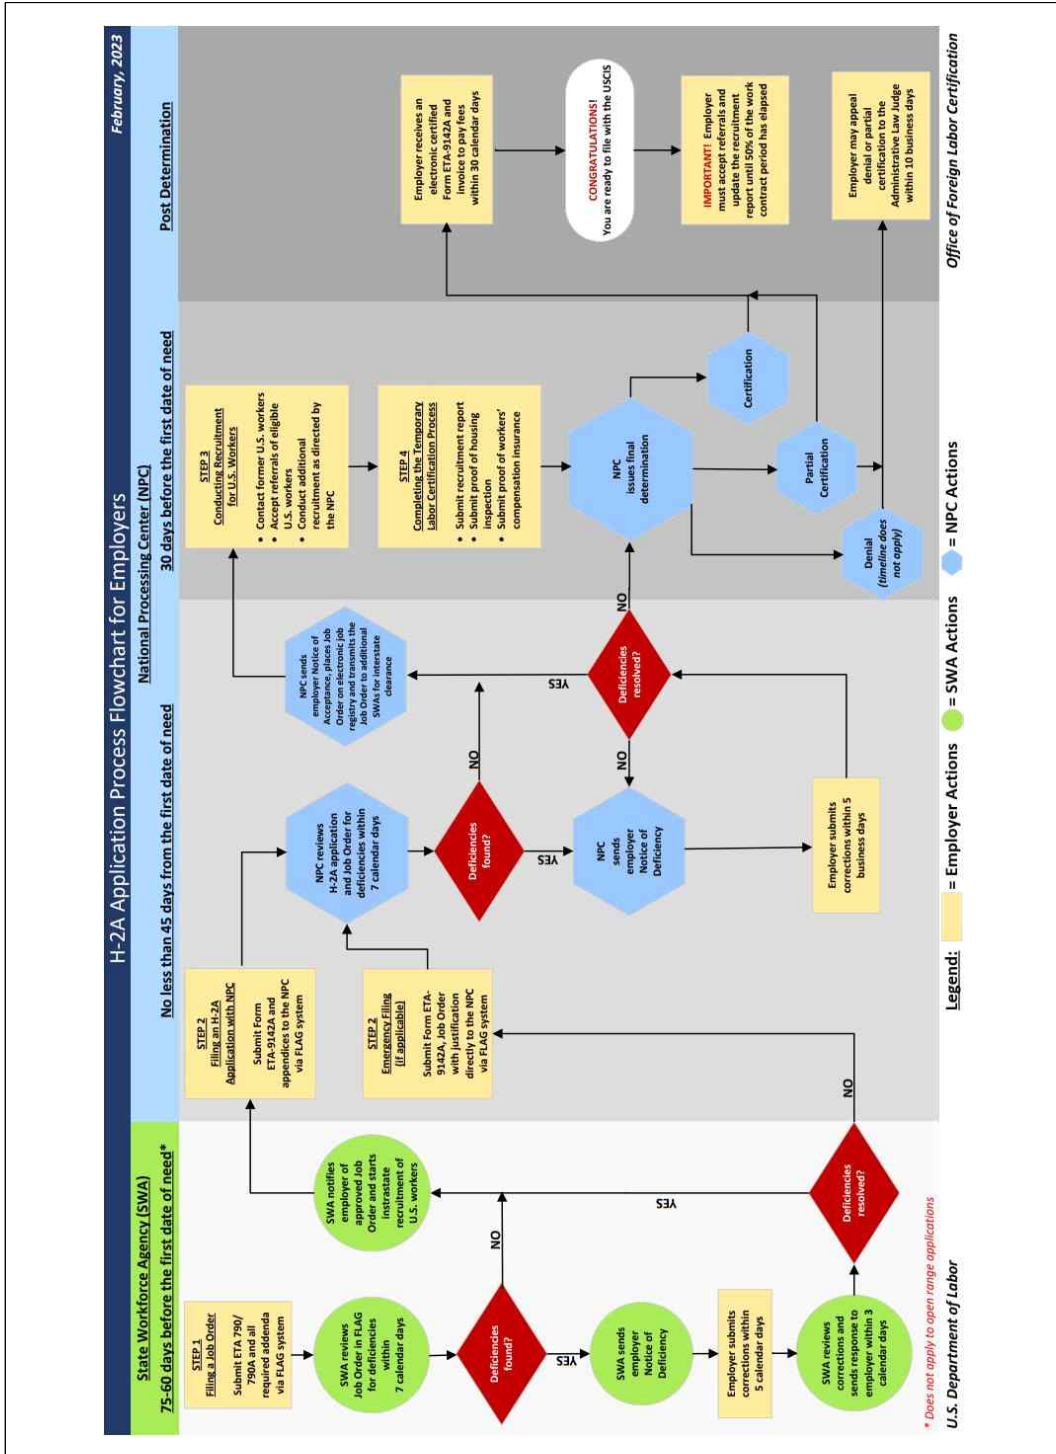 H-2A Application Process Flowchart for Employers
February, 2023
State Workforce Agency (SWA)
75-60 days before the first date of need*
National Processing Center (NPC)
No less than 45 days from the first date of need
30 days before the first date of need
Post Determination
STEP 1
Filing a Job Order
Submit ETA 790/
790A and all
required addenda
via FLAG system
SWA reviews
Job Order in FLAG
for deficiencies
within
7 calendar days
Deficiencies
found?
NO
YES
SWA sends
employer
Notice of
Deficiency
Employer submits
corrections within
5 calendar days
SWA reviews
corrections and
sends response to
employer within 3
calendar days
Deficiencies
resolved?
YES
NO
SWA notifies
employer of
approved Job
Order and starts
instrastate
recruitment of
U.S. workers
STEP 2
Filing an H-2A
Application with NPC
Submit Form
ETA-9142A and
appendices to the NPC
via FLAG system
STEP 2
Emergency Filing
(if applicable)
Submit Form ETA-
9142A, Job Order
with justification
directly to the NPC
via FLAG system
NPC reviews
H-2A application
and Job Order for
deficiencies within
7 calendar days
Deficiencies
found?
NO
YES
NPC
sends
employer
Notice of
Deficiency
Employer submits
corrections within 5
business days
Deficiencies
resolved?
NO
YES
NO
NPC sends
employer Notice of
Acceptance, places Job
Order on electronic job
registry and transmits the
Job Order to additional
SWAs for interstate
clearance
STEP 3
Conducting Recruitment
for U.S. Workers
• Contact former U.S. workers
• Accept referrals of eligible
U.S. workers
• Conduct additional
recruitment as directed by
the NPC
STEP 4
Completing the Temporary
Labor Certification Process
• Submit recruitment report
• Submit proof of housing
inspection
• Submit proof of workers'
compensation insurance
NPC
issues final
determination
Certification
Partial
Certification
Denial
(timeline does
not apply)
Employer receives an
electronic certified
Form ETA-9142A and
Invoice to pay fees
within 30 calendar days
CONGRATULATIONS!
You are ready to file with the USCIS
IMPORTANT! Employer
must accept referrals and
update the recruitment
report until 50% of the work
contract period has elapsed
Employer may appeal
denial or partial
certification to the
Administrative Law Judge
within 10 business days
* Does not apply to open range applications
U.S. Department of Labor
Legend: = Employer Actions = SWA Actions = NPC Actions
Office of Foreign Labor Certification